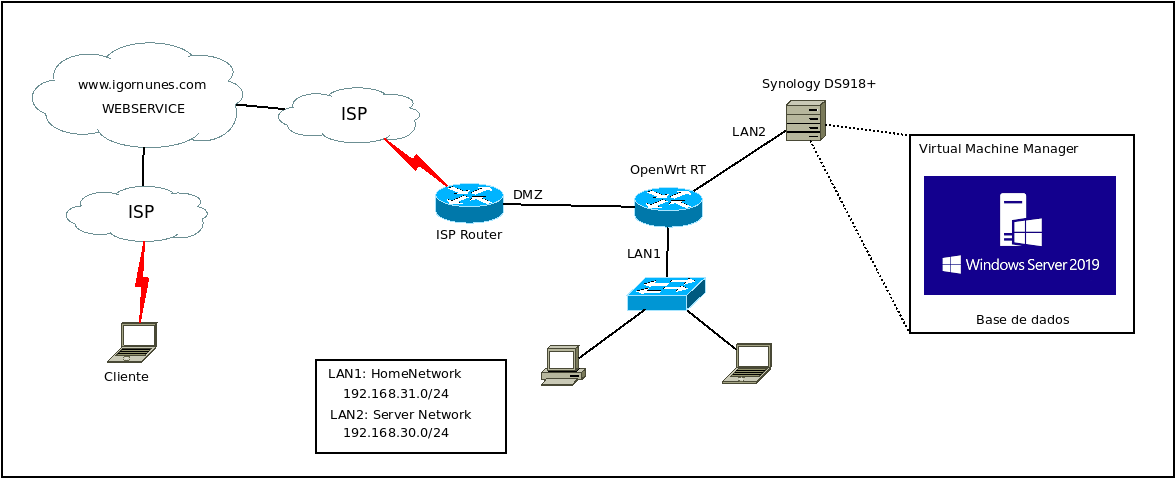 www.igornunes.com
WEBSERVICE
ISP
ISP
Cliente
ISP Router
DMZ
OpenWrt RT
LAN1
LAN2
Synology DS918+
Virtual Machine Manager
Windows Server 2019
Base de dados
LAN1: HomeNetwork
192.168.31.0/24
LAN2: Server Network
192.168.30.0/24